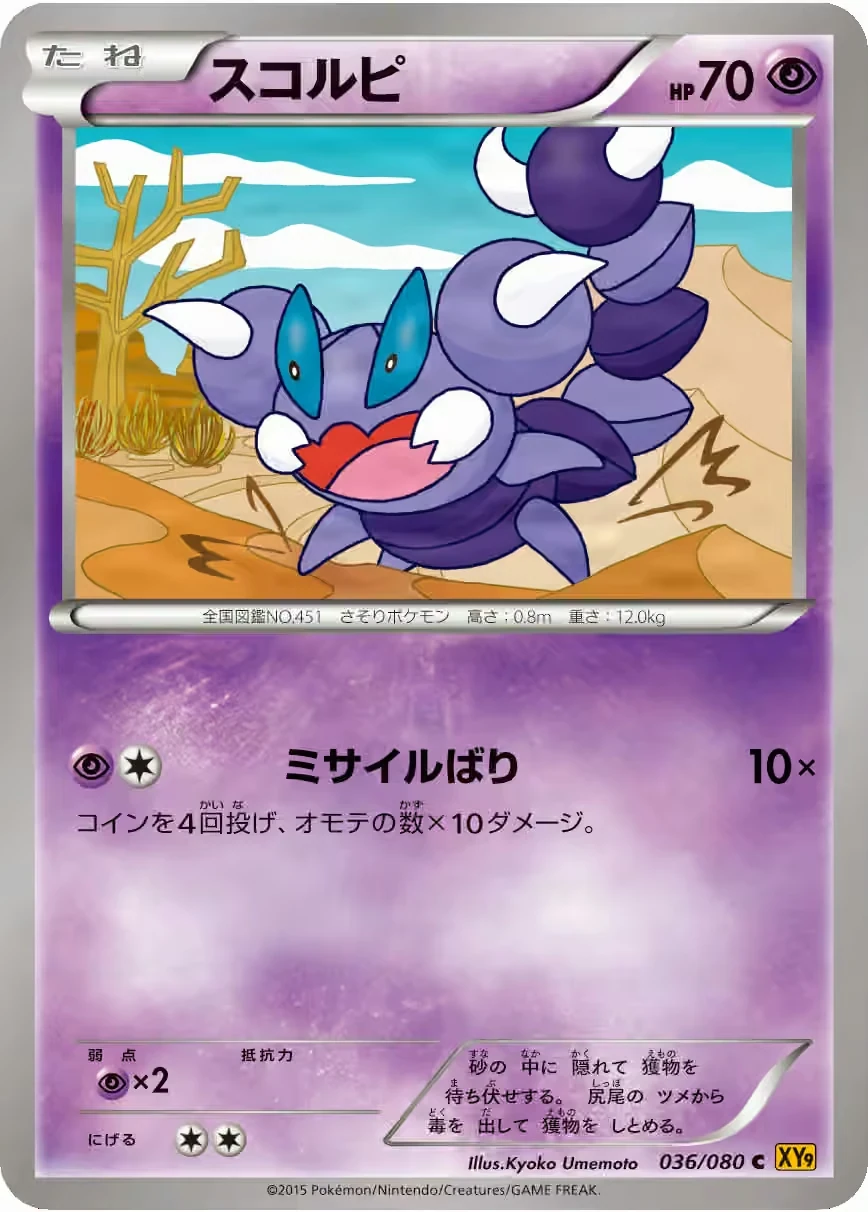 たね
スコルピ
HP70
全国図鑑NO.451 さそりポケモン 高さ:0.8m 重さ:12.0kg
ミサイルばり 10×
コインを4回投げ、オモテの数×10ダメージ。
弱点 抵抗力
×2
にげる
砂の 中に 隠れて 獲物を
待ち伏せする。 尻尾の ツメから
毒を 出して 獲物を しとめる。
Illus.Kyoko Umemoto 036/080 C XY9
©2015 Pokémon/Nintendo/Creatures/GAME FREAK.